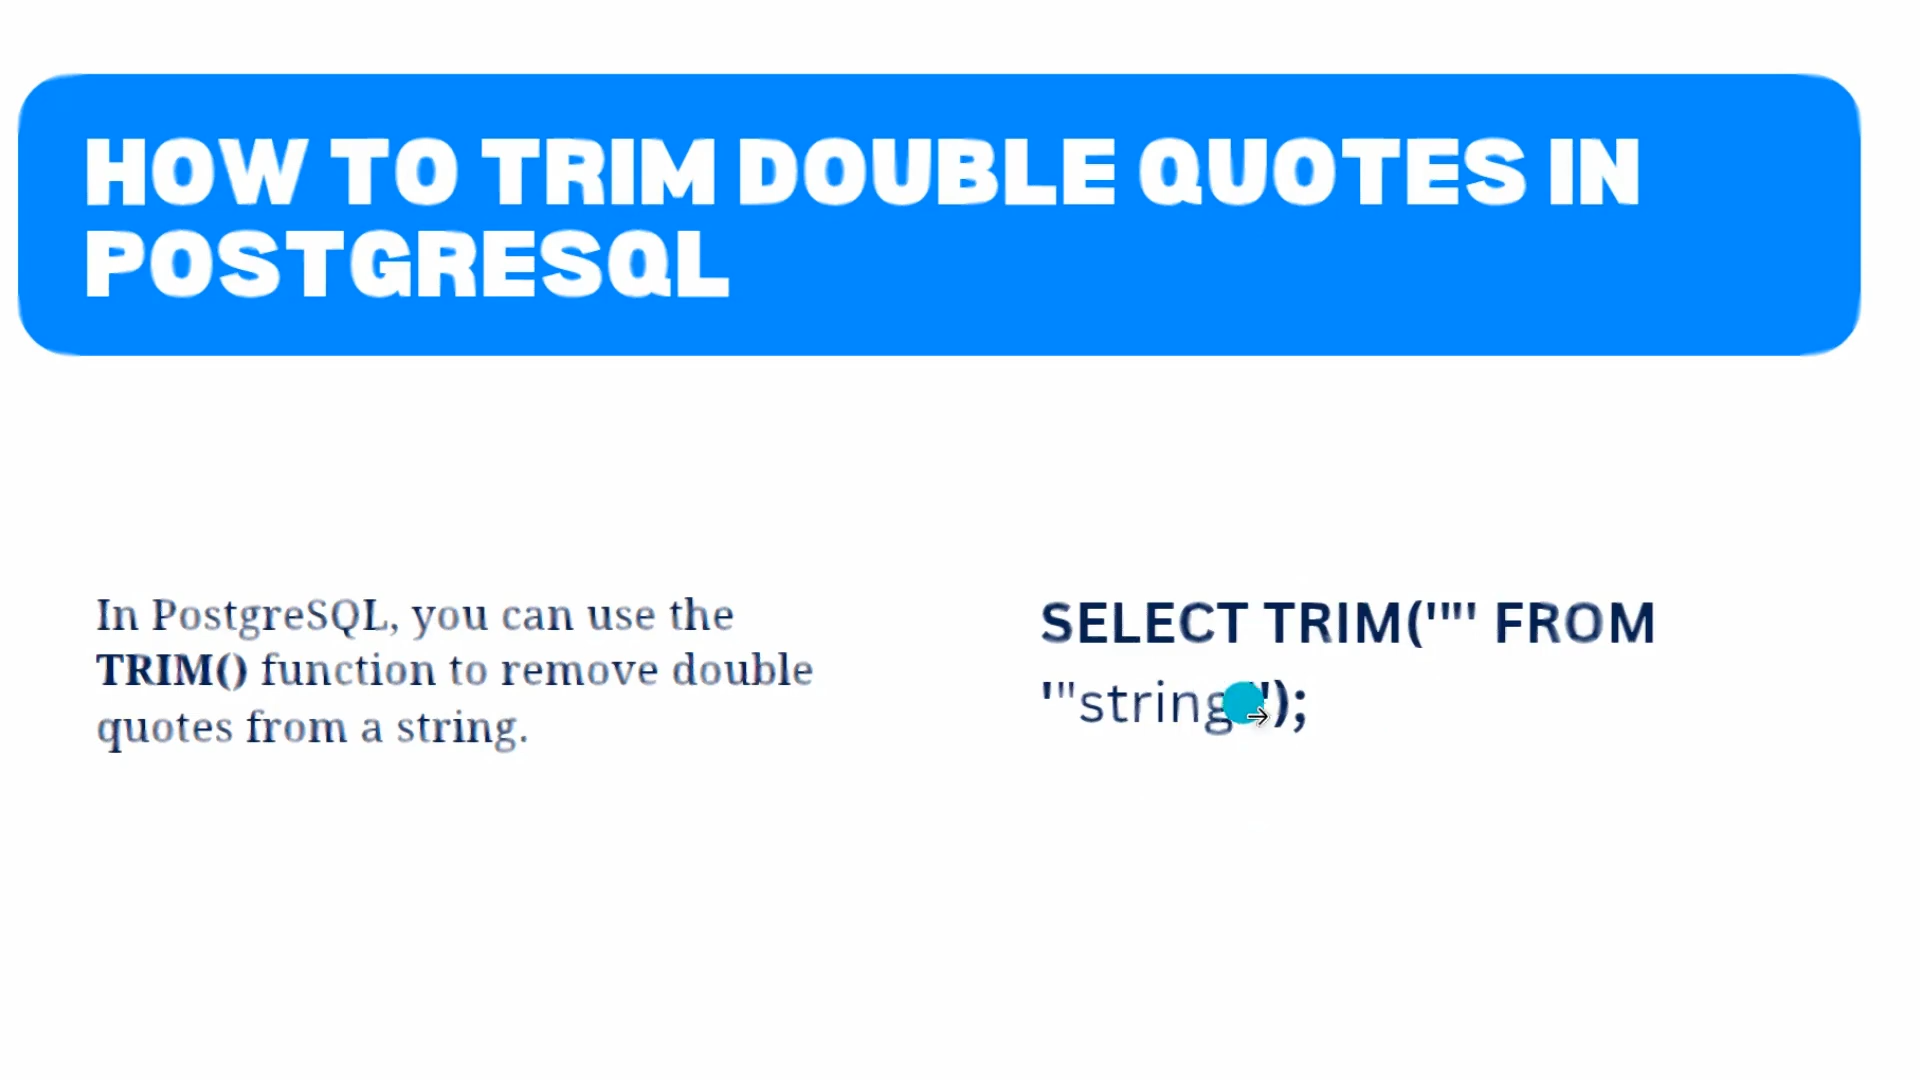 HOW TO TRIM DOUBLE QUOTES IN
POSTGRESQL
In PostgreSQL, you can use the
TRIM() function to remove double
quotes from a string.
SELECT TRIM('"' FROM
'"string"');